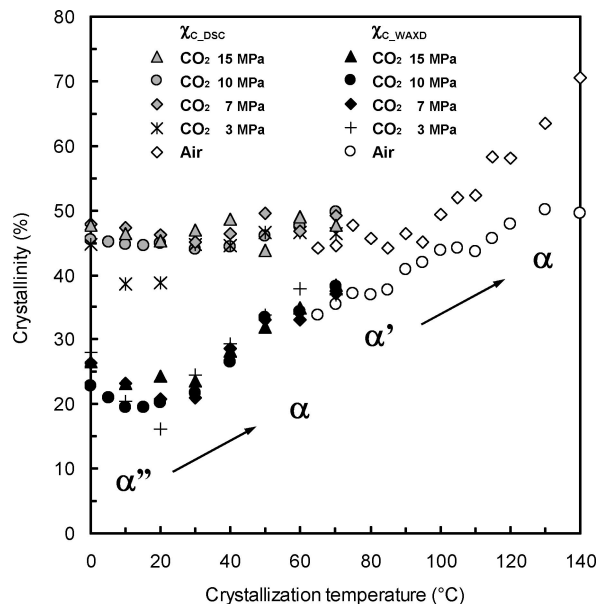 χC_DSC χC_WAXD
CO2 15 MPa CO2 15 MPa
CO2 10 MPa CO2 10 MPa
CO2 7 MPa CO2 7 MPa
CO2 3 MPa CO2 3 MPa
Air Air
80
70
60
50
40
30
20
10
0
Crystallinity (%)
α
α’
α
α’’
0 20 40 60 80 100 120 140
Crystallization temperature (°C)